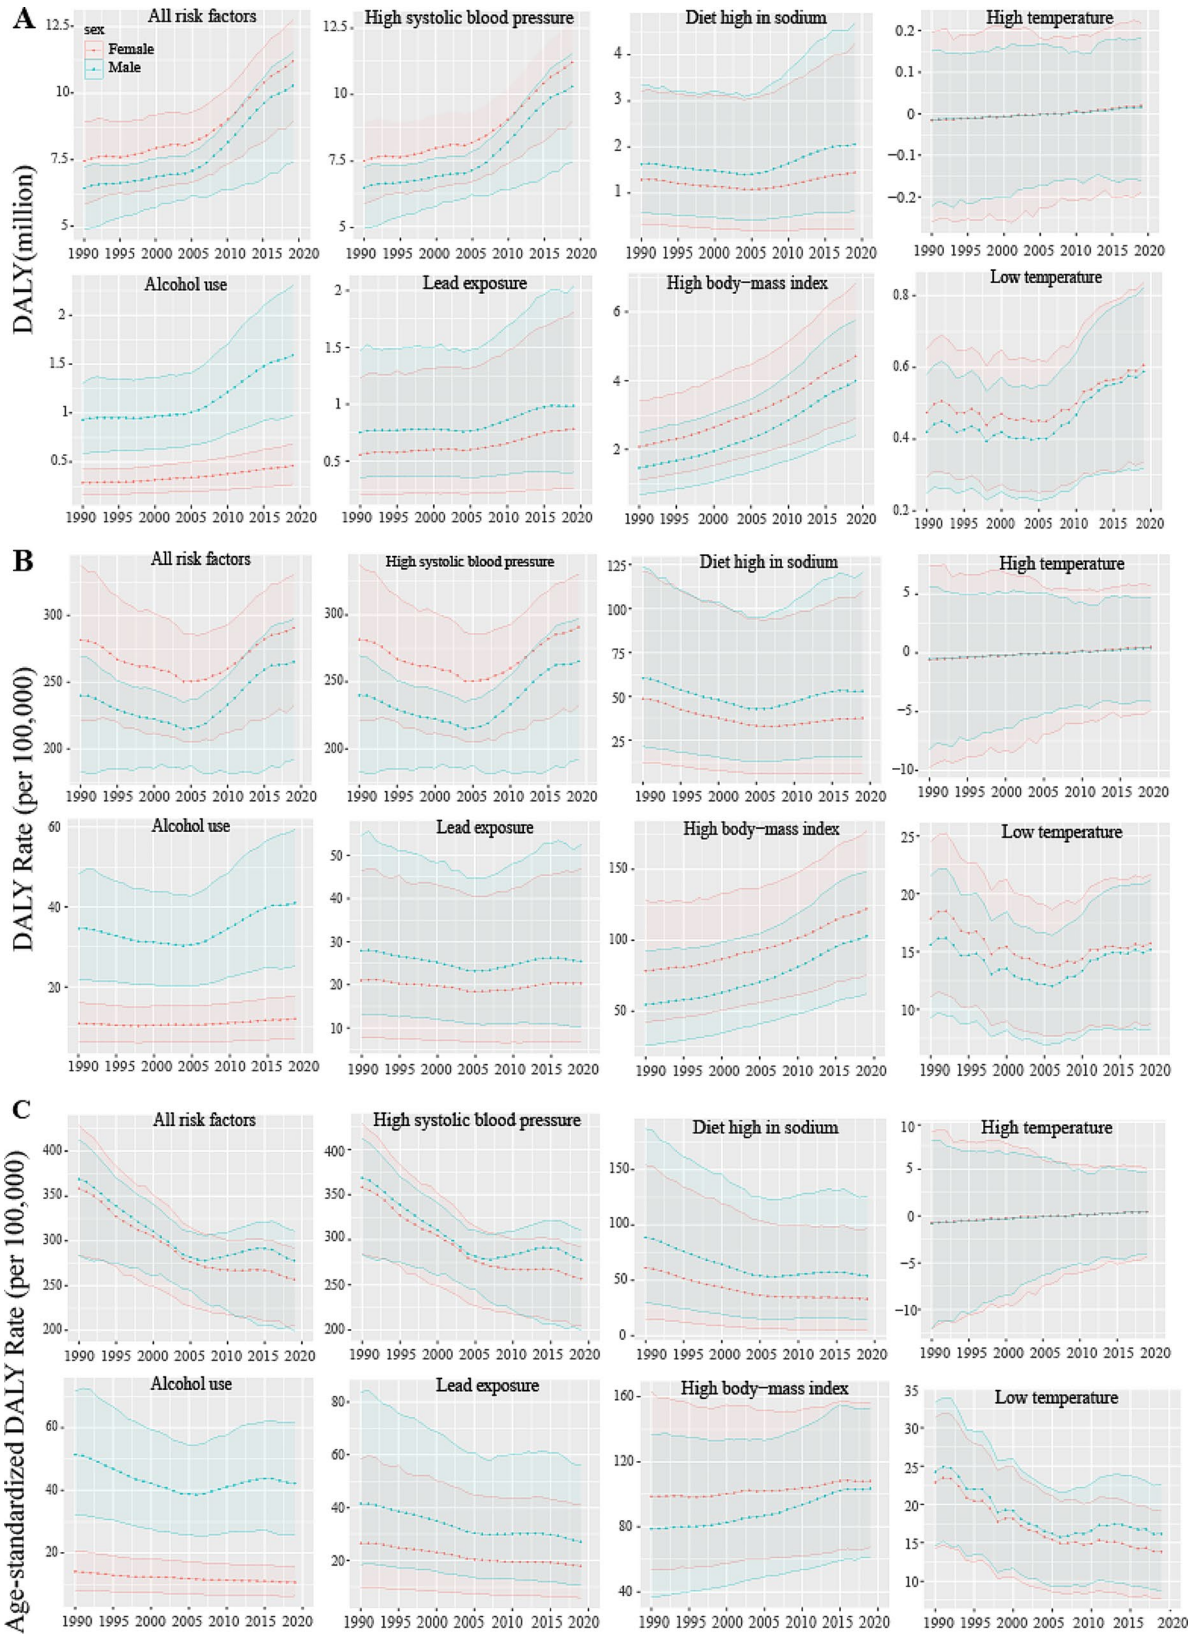 A
All risk factors
High systolic blood pressure
Diet high in sodium
High temperature
sex
Female
Male
DALY(million)
12.5
10
7.5
5
12.5
10
7.5
5
4
3
2
1
0.2
0.1
0
−0.1
−0.2
1990 1995 2000 2005 2010 2015 2020
1990 1995 2000 2005 2010 2015 2020
1990 1995 2000 2005 2010 2015 2020
1990 1995 2000 2005 2010 2015 2020
Alcohol use
Lead exposure
High body−mass index
Low temperature
2
1.5
1
0.5
2
1.5
1
0.5
6
4
2
0.8
0.6
0.4
0.2
1990 1995 2000 2005 2010 2015 2020
1990 1995 2000 2005 2010 2015 2020
1990 1995 2000 2005 2010 2015 2020
1990 1995 2000 2005 2010 2015 2020
B
All risk factors
High systolic blood pressure
Diet high in sodium
High temperature
DALY Rate (per 100,000)
300
250
200
300
250
200
125
100
75
50
25
5
0
−5
−10
1990 1995 2000 2005 2010 2015 2020
1990 1995 2000 2005 2010 2015 2020
1990 1995 2000 2005 2010 2015 2020
1990 1995 2000 2005 2010 2015 2020
Alcohol use
Lead exposure
High body−mass index
Low temperature
60
40
20
50
40
30
20
10
150
100
50
25
20
15
10
1990 1995 2000 2005 2010 2015 2020
1990 1995 2000 2005 2010 2015 2020
1990 1995 2000 2005 2010 2015 2020
1990 1995 2000 2005 2010 2015 2020
C
All risk factors
High systolic blood pressure
Diet high in sodium
High temperature
Age-standardized DALY Rate (per 100,000)
400
350
300
250
200
400
350
300
250
200
150
100
50
0
10
5
0
−5
−10
1990 1995 2000 2005 2010 2015 2020
1990 1995 2000 2005 2010 2015 2020
1990 1995 2000 2005 2010 2015 2020
1990 1995 2000 2005 2010 2015 2020
Alcohol use
Lead exposure
High body−mass index
Low temperature
60
40
20
80
60
40
20
160
120
80
40
35
30
25
20
15
10
1990 1995 2000 2005 2010 2015 2020
1990 1995 2000 2005 2010 2015 2020
1990 1995 2000 2005 2010 2015 2020
1990 1995 2000 2005 2010 2015 2020